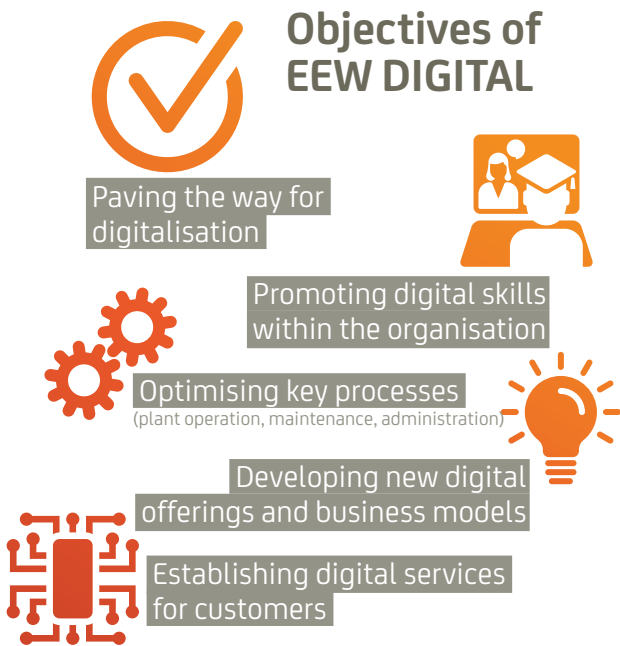 Objectives of
EEW DIGITAL
Paving the way for
digitalisation
Promoting digital skills
within the organisation
Optimising key processes
(plant operation, maintenance, administration)
Developing new digital
offerings and business models
Establishing digital services
for customers